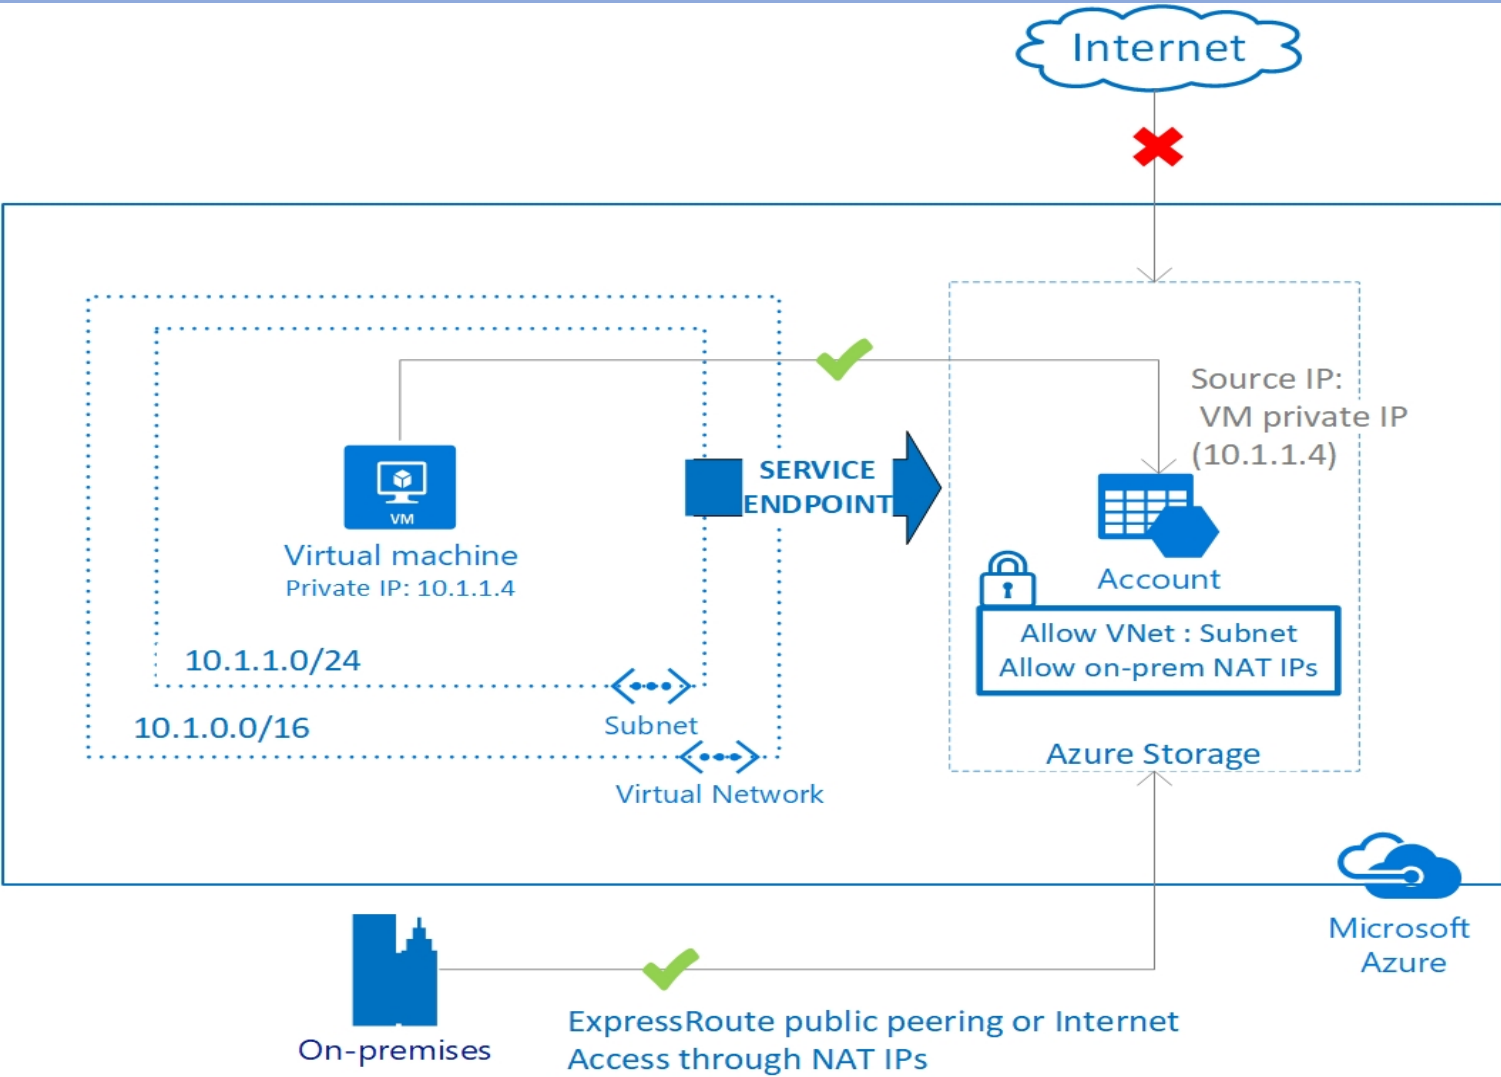 Internet
Source IP:
VM private IP
(10.1.1.4)
SERVICE
ENDPOINT
VM
Virtual machine
Private IP: 10.1.1.4
Account
Allow VNet : Subnet
Allow on-prem NAT IPs
10.1.1.0/24
Subnet
10.1.0.0/16
Azure Storage
Virtual Network
Microsoft
Azure
ExpressRoute public peering or Internet
Access through NAT IPs
On-premises